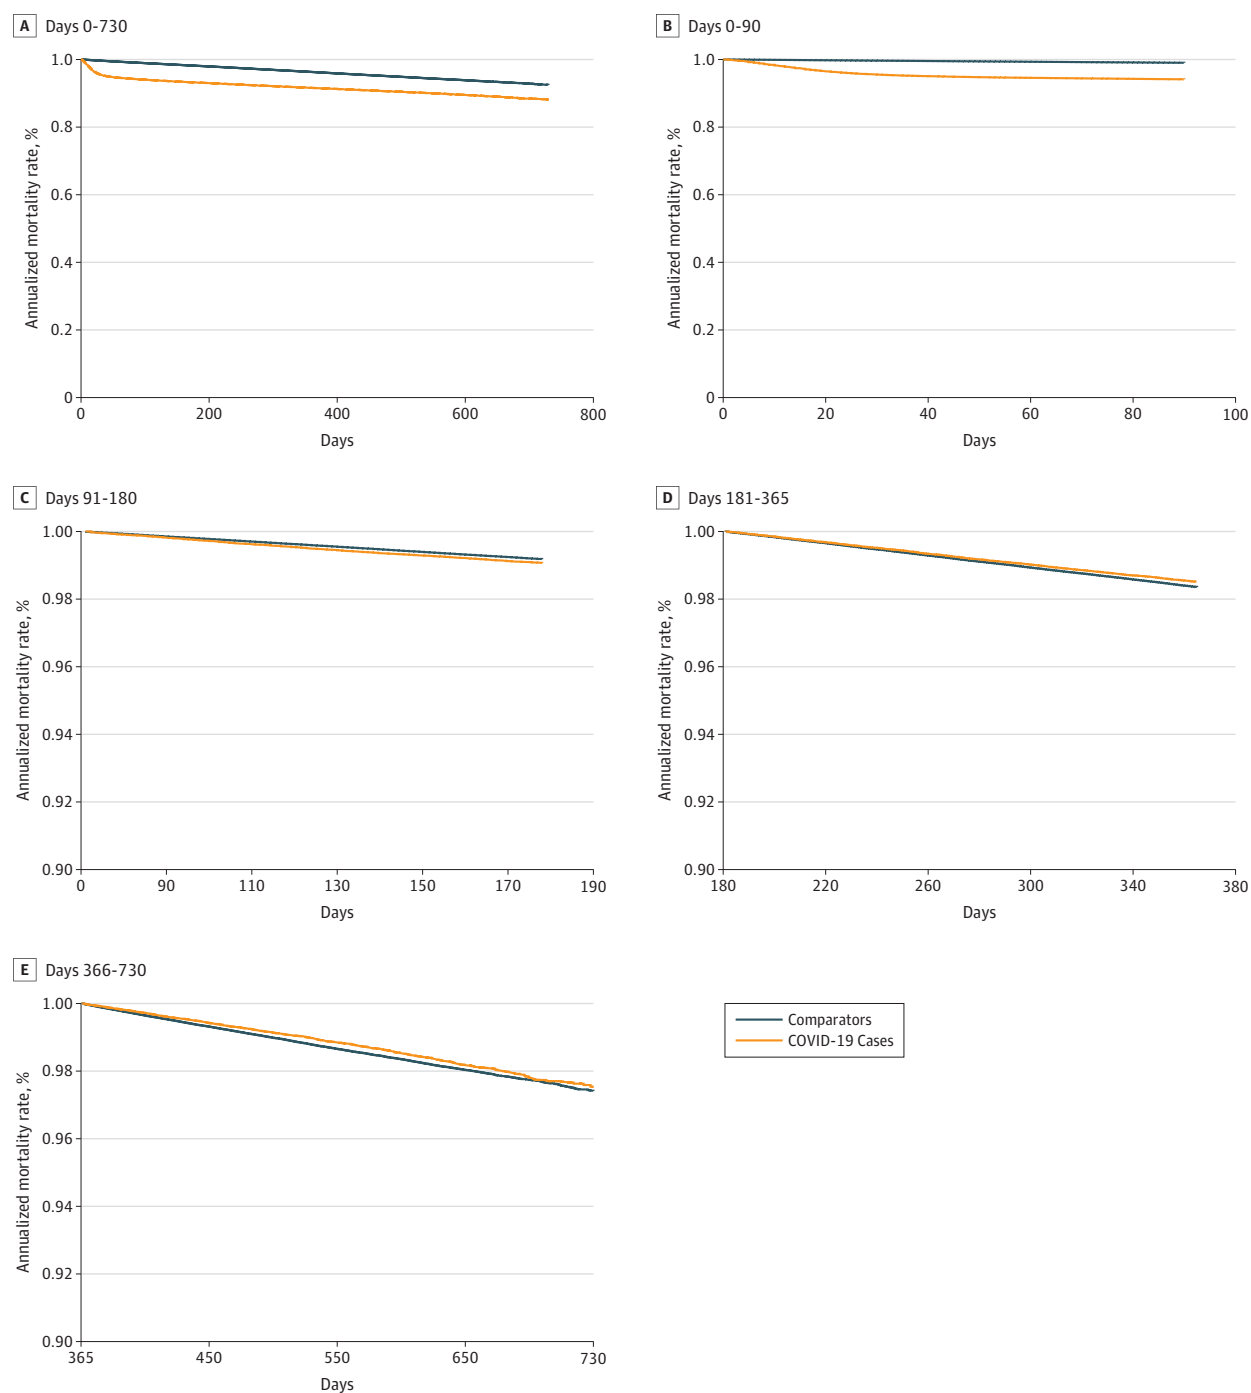 A Days 0-730
Annualized mortality rate, %
1.0
0.8
0.6
0.4
0.2
0
0 200 400 600 800
Days
B Days 0-90
Annualized mortality rate, %
1.0
0.8
0.6
0.4
0.2
0
0 20 40 60 80 100
Days
C Days 91-180
Annualized mortality rate, %
1.00
0.98
0.96
0.94
0.92
0.90
0 90 110 130 150 170 190
Days
D Days 181-365
Annualized mortality rate, %
1.00
0.98
0.96
0.94
0.92
0.90
180 220 260 300 340 380
Days
E Days 366-730
Annualized mortality rate, %
1.00
0.98
0.96
0.94
0.92
0.90
365 450 550 650 730
Days
Comparators
COVID-19 Cases